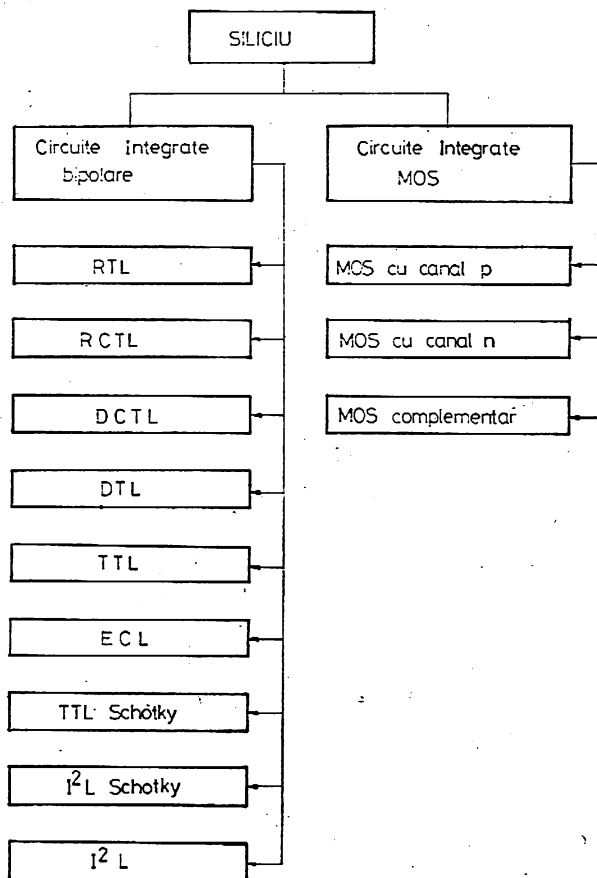 SILICIU
Circuite Integrate
bipolare
RTL
RCTL
DCTL
DTL
TTL
ECL
TTL Schotky
I²L Schotky
I²L
Circuite Integrate
MOS
MOS cu canal p
MOS cu canal n
MOS complementar